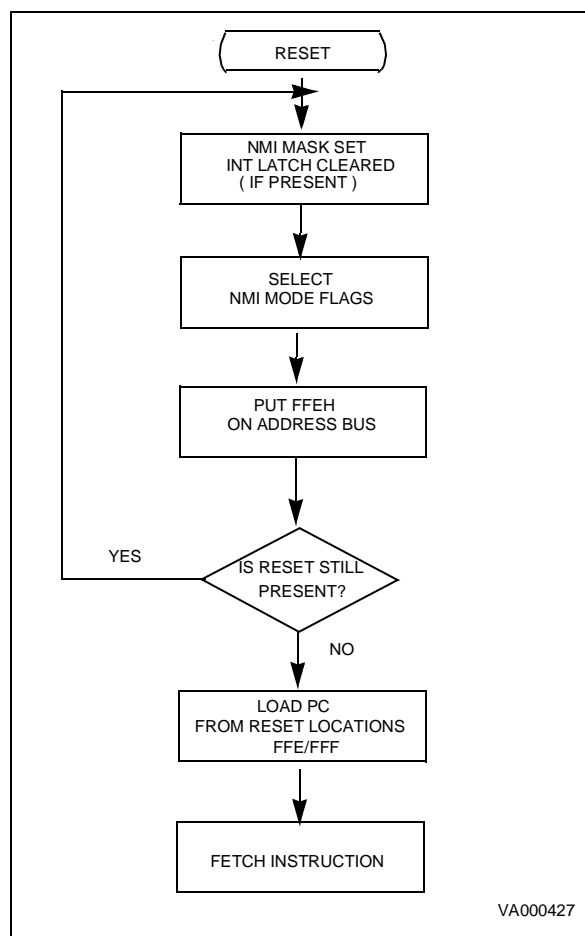 RESET
NMI MASK SET
INT LATCH CLEARED
( IF PRESENT )
SELECT
NMI MODE FLAGS
PUT FFEH
ON ADDRESS BUS
YES
IS RESET STILL
PRESENT?
NO
LOAD PC
FROM RESET LOCATIONS
FFE/FFF
FETCH INSTRUCTION
VA000427